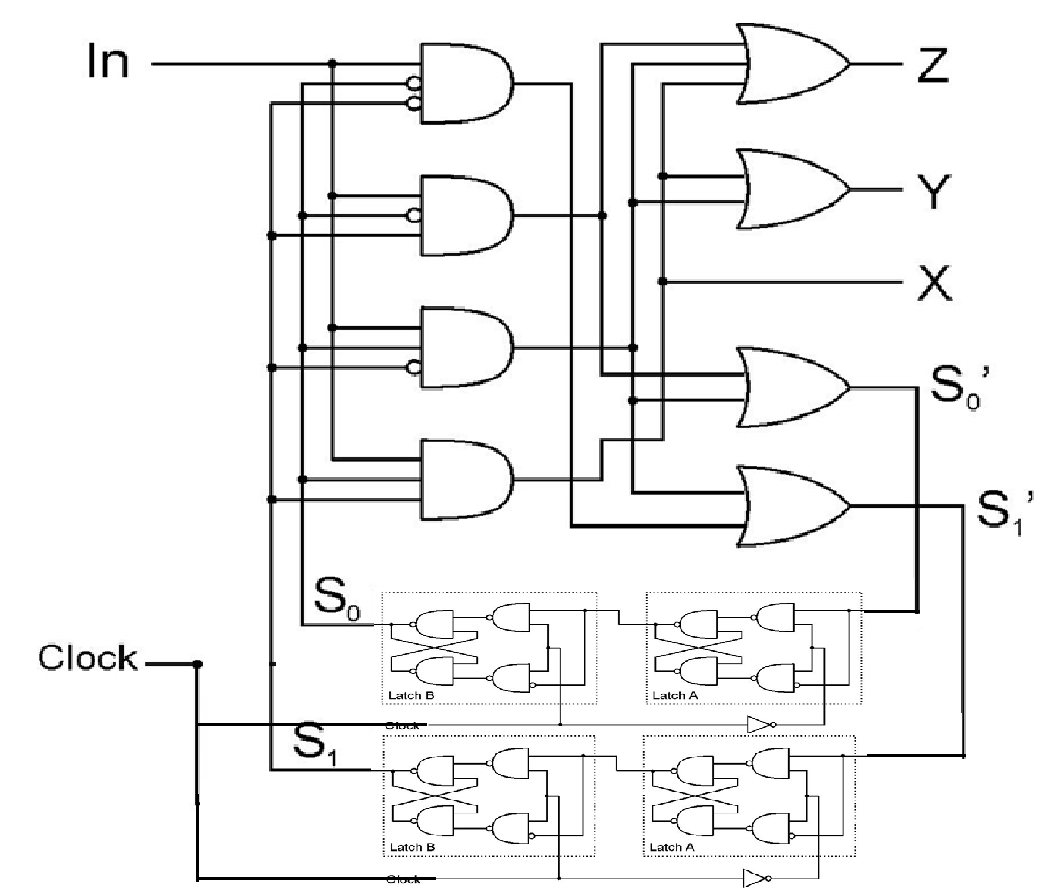 In
Z
Y
X
S₀’
S₁’
S₀
Clock
Latch B
Latch A
Clock
S₁
Latch B
Latch A
Clock